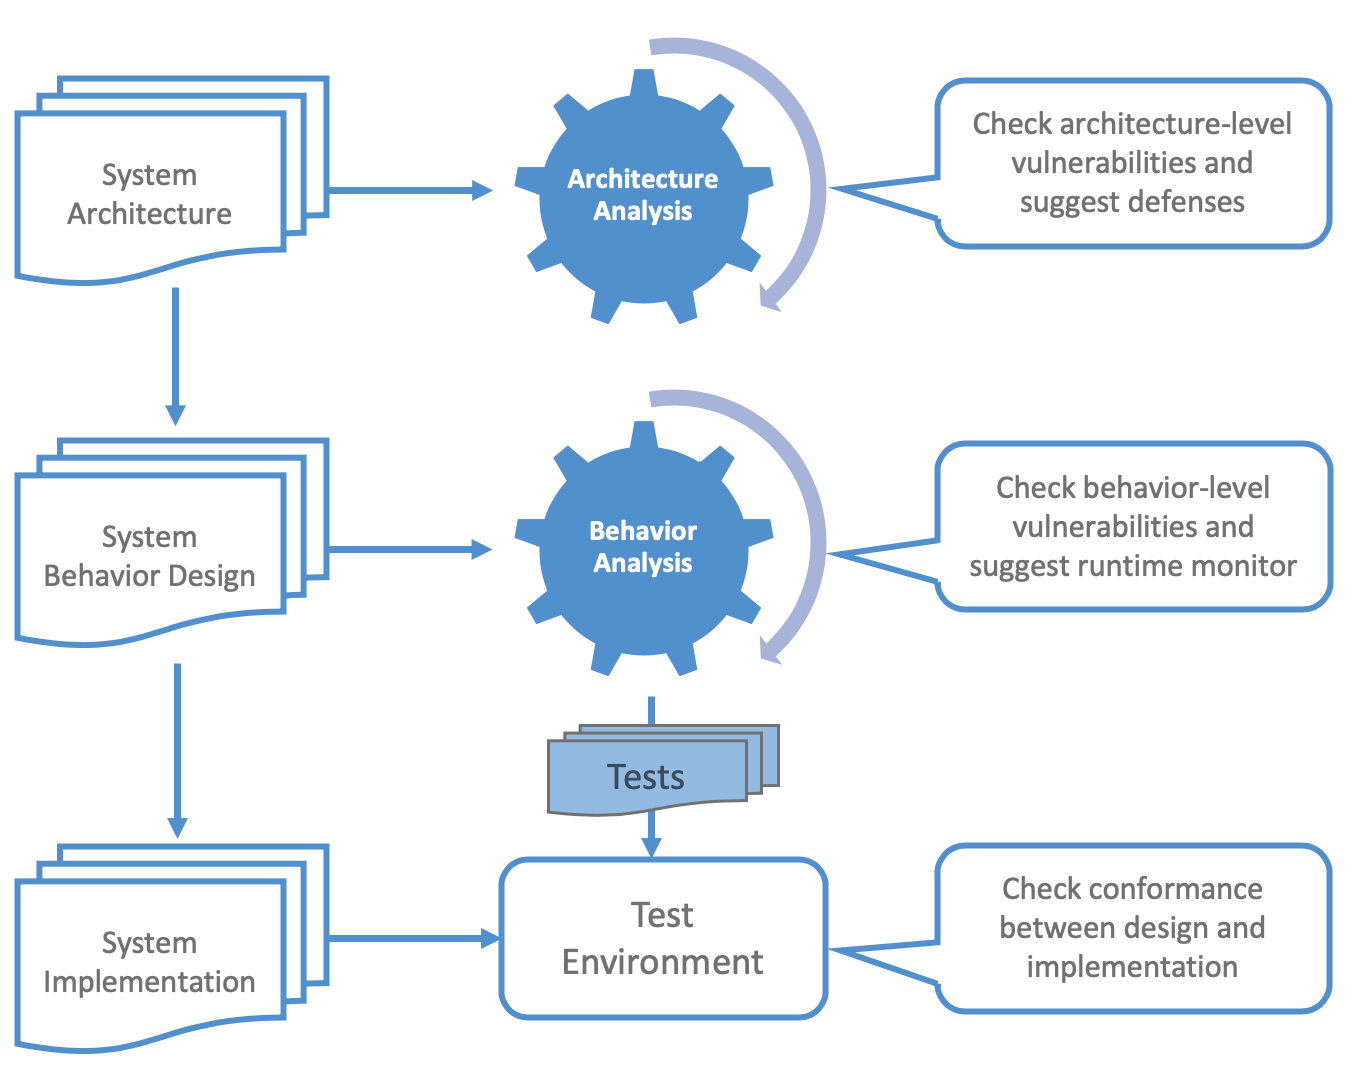 System
Architecture
Architecture
Analysis
Check architecture-level
vulnerabilities and
suggest defenses
System
Behavior Design
Behavior
Analysis
Check behavior-level
vulnerabilities and
suggest runtime monitor
Tests
System
Implementation
Test
Environment
Check conformance
between design and
implementation